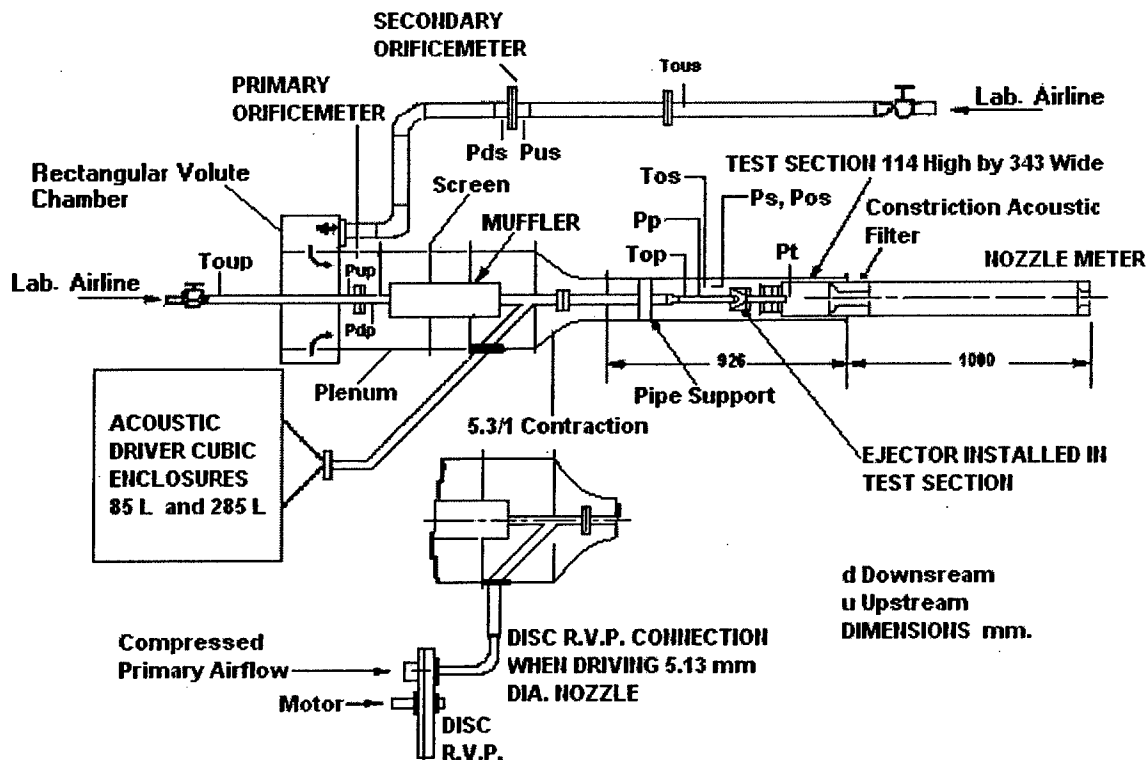 SECONDARY
ORIFICEMETER
PRIMARY
ORIFICEMETER
Tous
Lab. Airline
Pds Pus
Rectangular Volute
Chamber
Screen
TEST SECTION 114 High by 343 Wide
Tos
Ps, Pos
MUFFLER
Constriction Acoustic
Filter
Pp
Toup
Top
Pt
NOZZLE METER
Pup
Lab. Airline
Pdp
926
1000
Plenum
Pipe Support
ACOUSTIC
DRIVER CUBIC
ENCLOSURES
85 L and 285 L
5.3/1 Contraction
EJECTOR INSTALLED IN
TEST SECTION
d Downsream
u Upstream
DIMENSIONS mm.
Compressed
Primary Airflow
DISC R.V.P. CONNECTION
WHEN DRIVING 5.13 mm
DIA. NOZZLE
Motor
DISC
R.V.P.